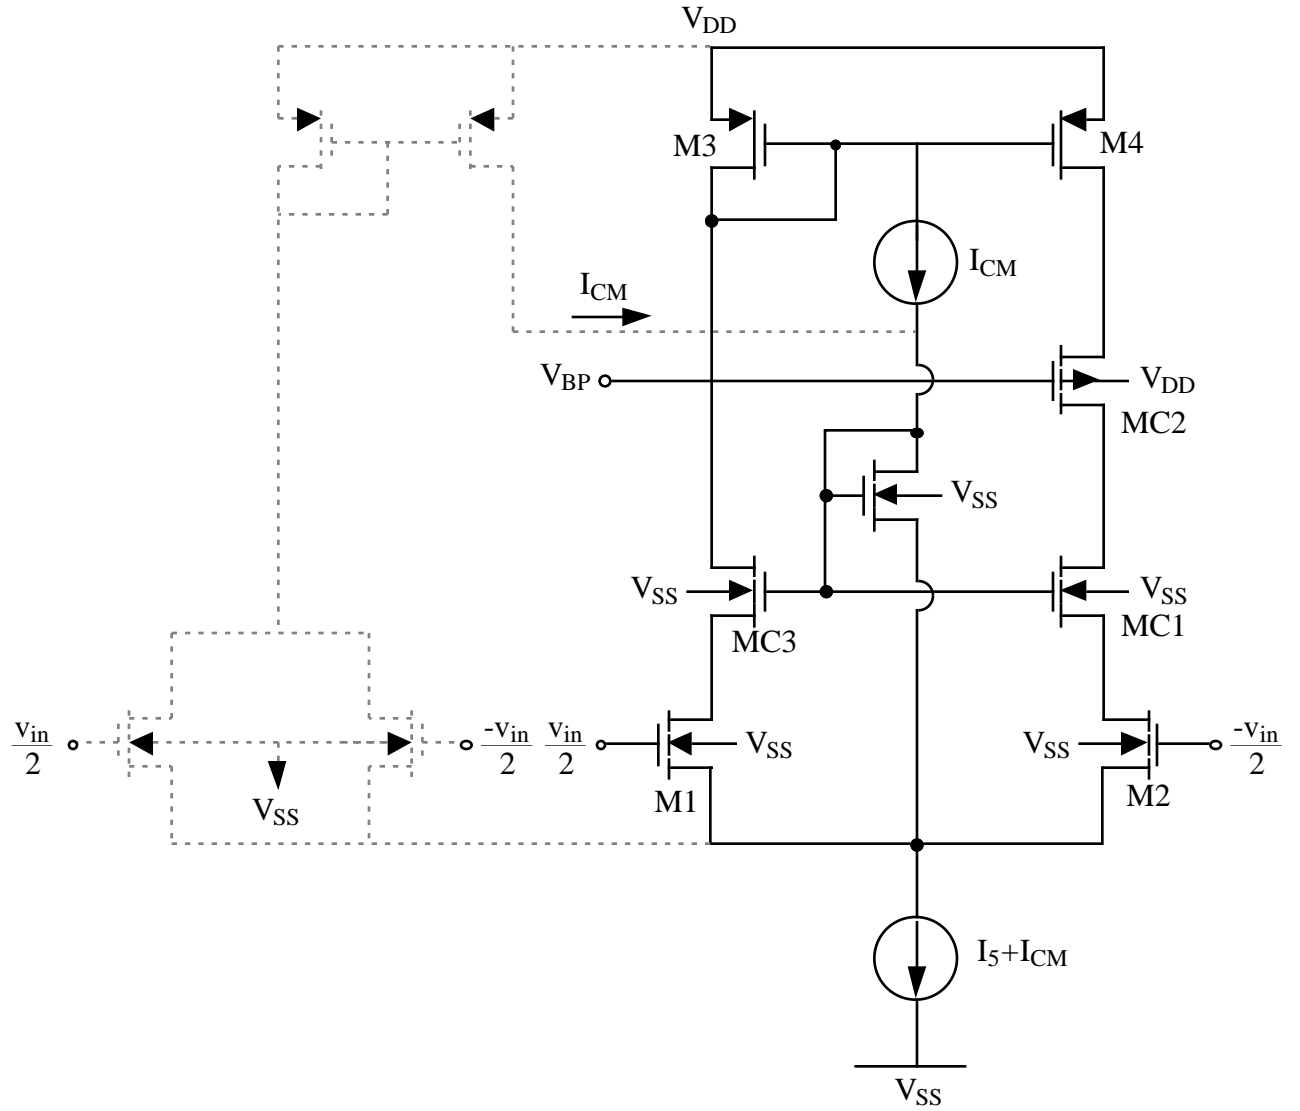 VDD
M3
M4
ICM
ICM
VBP
VDD
MC2
VSS
VSS
VSS
MC3
MC1
vin
2
-vin
2
vin
2
VSS
VSS
-vin
2
VSS
M1
M2
I5+ICM
VSS